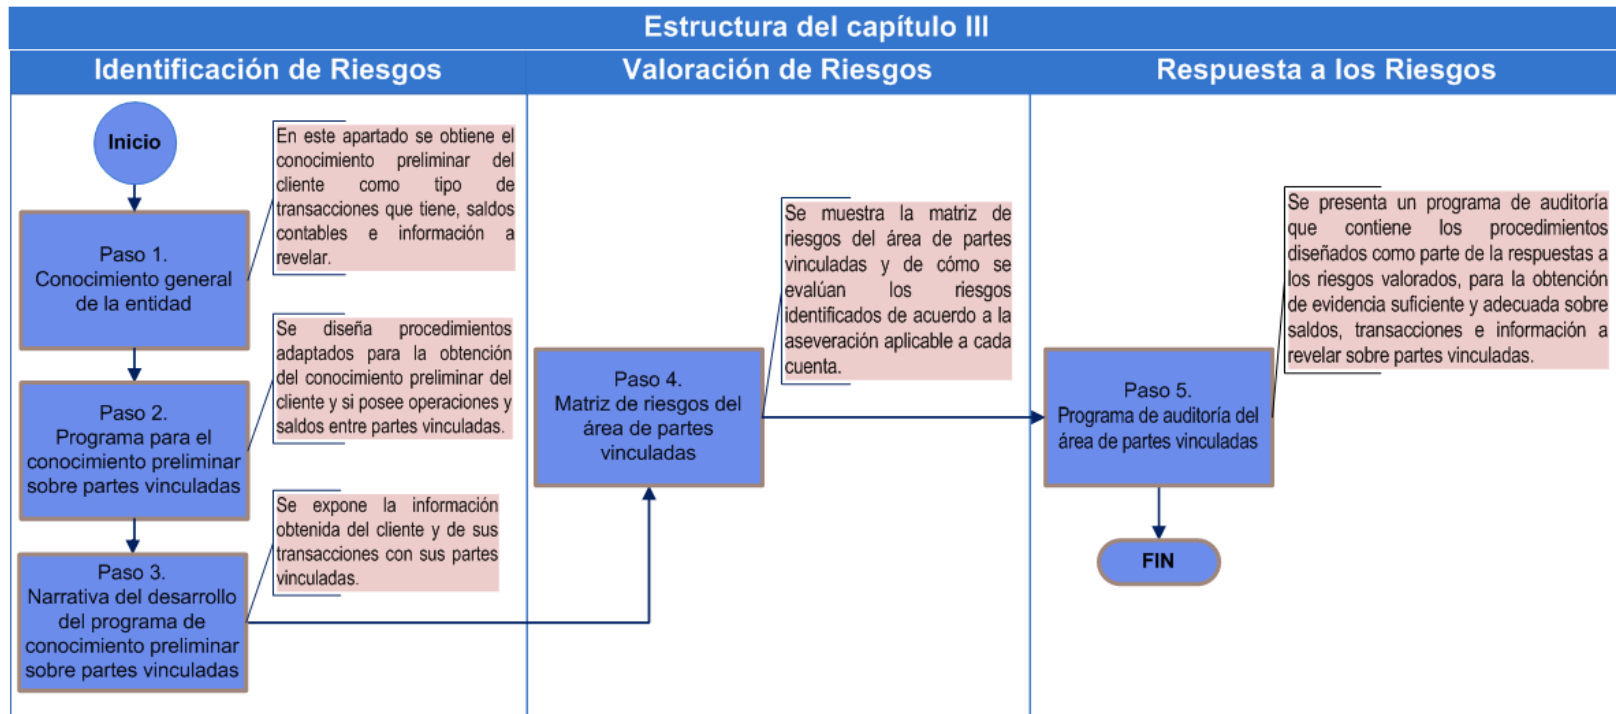 Estructura del capítulo III
Identificación de Riesgos
Valoración de Riesgos
Respuesta a los Riesgos
Inicio
En este apartado se obtiene el
conocimiento preliminar del
cliente como tipo de
transacciones que tiene, saldos
contables e información a
revelar.
Paso 1.
Conocimiento general
de la entidad
Se diseña procedimientos
adaptados para la obtención
del conocimiento preliminar del
cliente y si posee operaciones y
saldos entre partes vinculadas.
Paso 2.
Programa para el
conocimiento preliminar
sobre partes vinculadas
Se expone la información
obtenida del cliente y de sus
transacciones con sus partes
vinculadas.
Paso 3.
Narrativa del desarrollo
del programa de
conocimiento preliminar
sobre partes vinculadas
Se muestra la matriz de
riesgos del área de partes
vinculadas y de cómo se
evalúan los riesgos
identificados de acuerdo a la
aseveración aplicable a cada
cuenta.
Paso 4.
Matriz de riesgos del
área de partes
vinculadas
Se presenta un programa de auditoría
que contiene los procedimientos
diseñados como parte de la respuestas a
los riesgos valorados, para la obtención
de evidencia suficiente y adecuada sobre
saldos, transacciones e información a
revelar sobre partes vinculadas.
Paso 5.
Programa de auditoría del
área de partes vinculadas
FIN